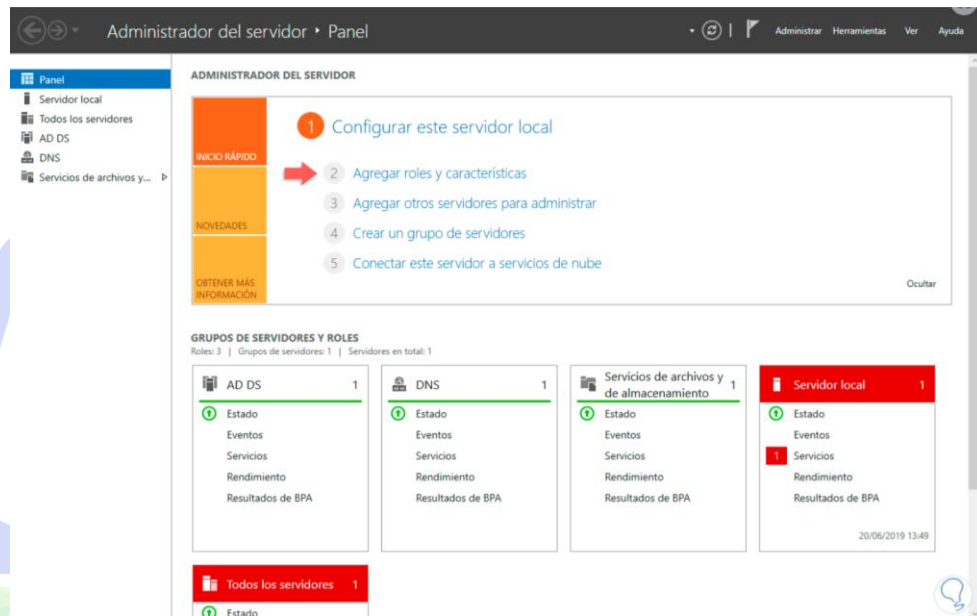 Administrador del servidor • Panel
Administrar Herramientas Ver Ayuda
Panel
Servidor local
Todos los servidores
AD DS
DNS
Servicios de archivos y...
ADMINISTRADOR DEL SERVIDOR
INICIO RÁPIDO
NOVEDADES
OBTENER MÁS
INFORMACIÓN
1 Configurar este servidor local
2 Agregar roles y características
3 Agregar otros servidores para administrar
4 Crear un grupo de servidores
5 Conectar este servidor a servicios de nube
Ocultar
GRUPOS DE SERVIDORES Y ROLES
Roles: 3 | Grupos de servidores: 1 | Servidores en total: 1
AD DS 1
Estado
Eventos
Servicios
Rendimiento
Resultados de BPA
DNS 1
Estado
Eventos
Servicios
Rendimiento
Resultados de BPA
Servicios de archivos y 1
de almacenamiento
Estado
Eventos
Servicios
Rendimiento
Resultados de BPA
Servidor local 1
Estado
Eventos
1 Servicios
Rendimiento
Resultados de BPA
20/06/2019 13:49
Todos los servidores 1
Estado